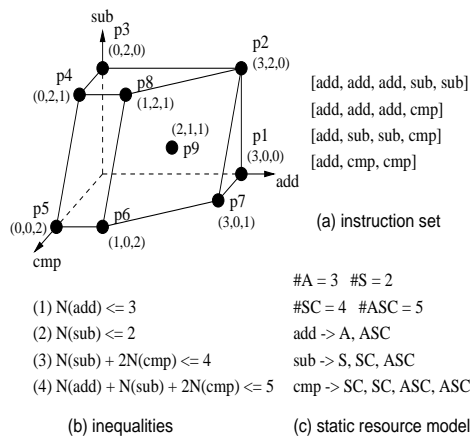 sub
p3
(0,2,0)
p2
(3,2,0)
p4
(0,2,1)
p8
(1,2,1)
(2,1,1)
p9
p1
(3,0,0)
add
p5
(0,0,2)
p6
(1,0,2)
p7
(3,0,1)
cmp
[add, add, add, sub, sub]
[add, add, add, cmp]
[add, sub, sub, cmp]
[add, cmp, cmp]
(a) instruction set
(1) N(add) <= 3
(2) N(sub) <= 2
(3) N(sub) + 2N(cmp) <= 4
(4) N(add) + N(sub) + 2N(cmp) <= 5
(b) inequalities
#A = 3 #S = 2
#SC = 4 #ASC = 5
add -> A, ASC
sub -> S, SC, ASC
cmp -> SC, SC, ASC, ASC
(c) static resource model